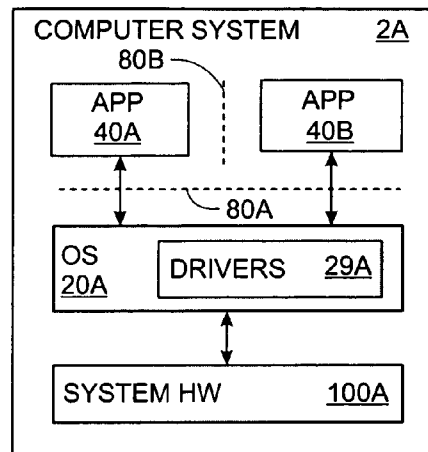 COMPUTER SYSTEM 2A
80B
APP
40A
APP
40B
80A
OS
20A
DRIVERS 29A
SYSTEM HW 100A